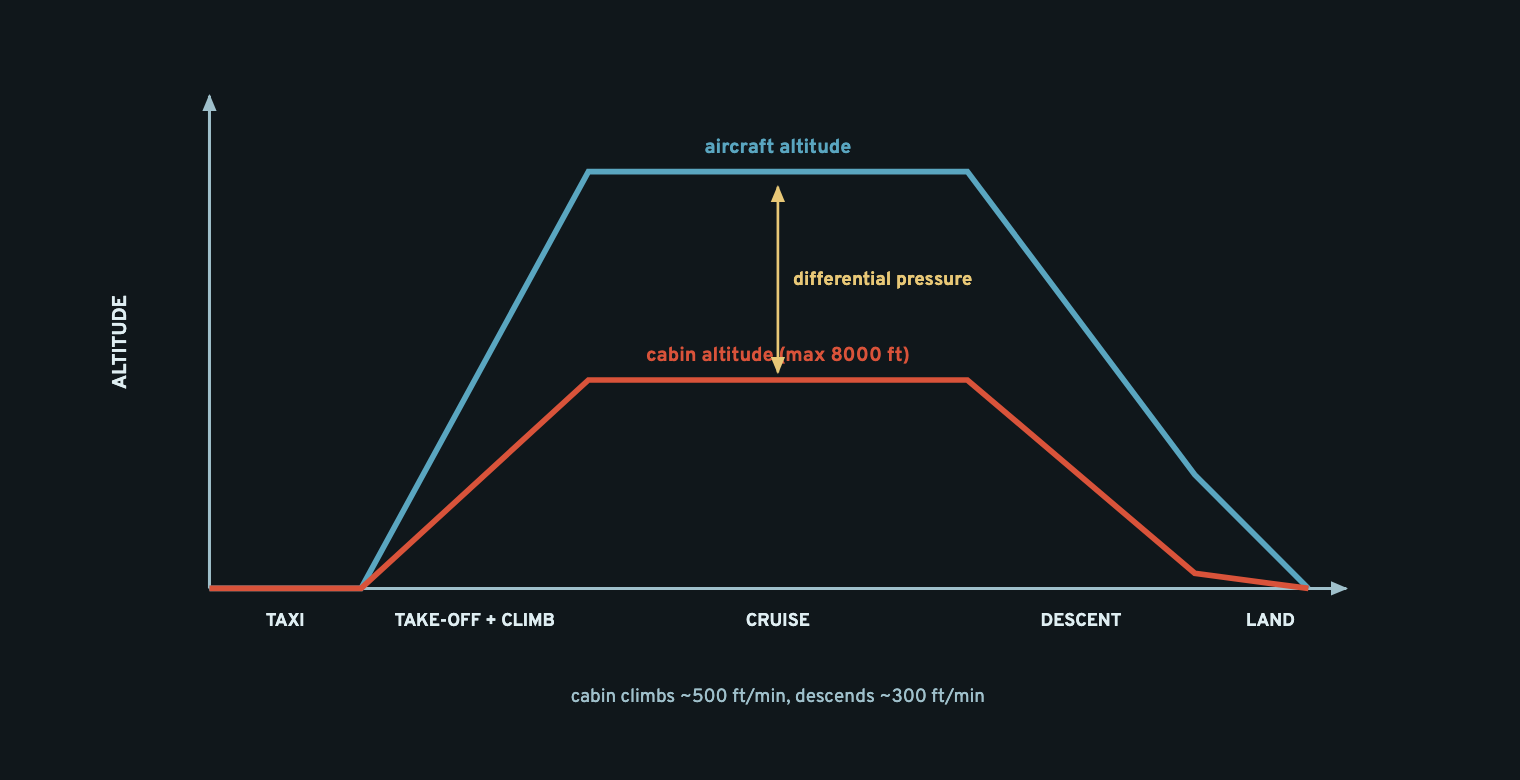 aircraft altitude
differential pressure
cabin altitude (max 8000 ft)
ALTITUDE
TAXI
TAKE-OFF + CLIMB
CRUISE
DESCENT
LAND
cabin climbs ~500 ft/min, descends ~300 ft/min